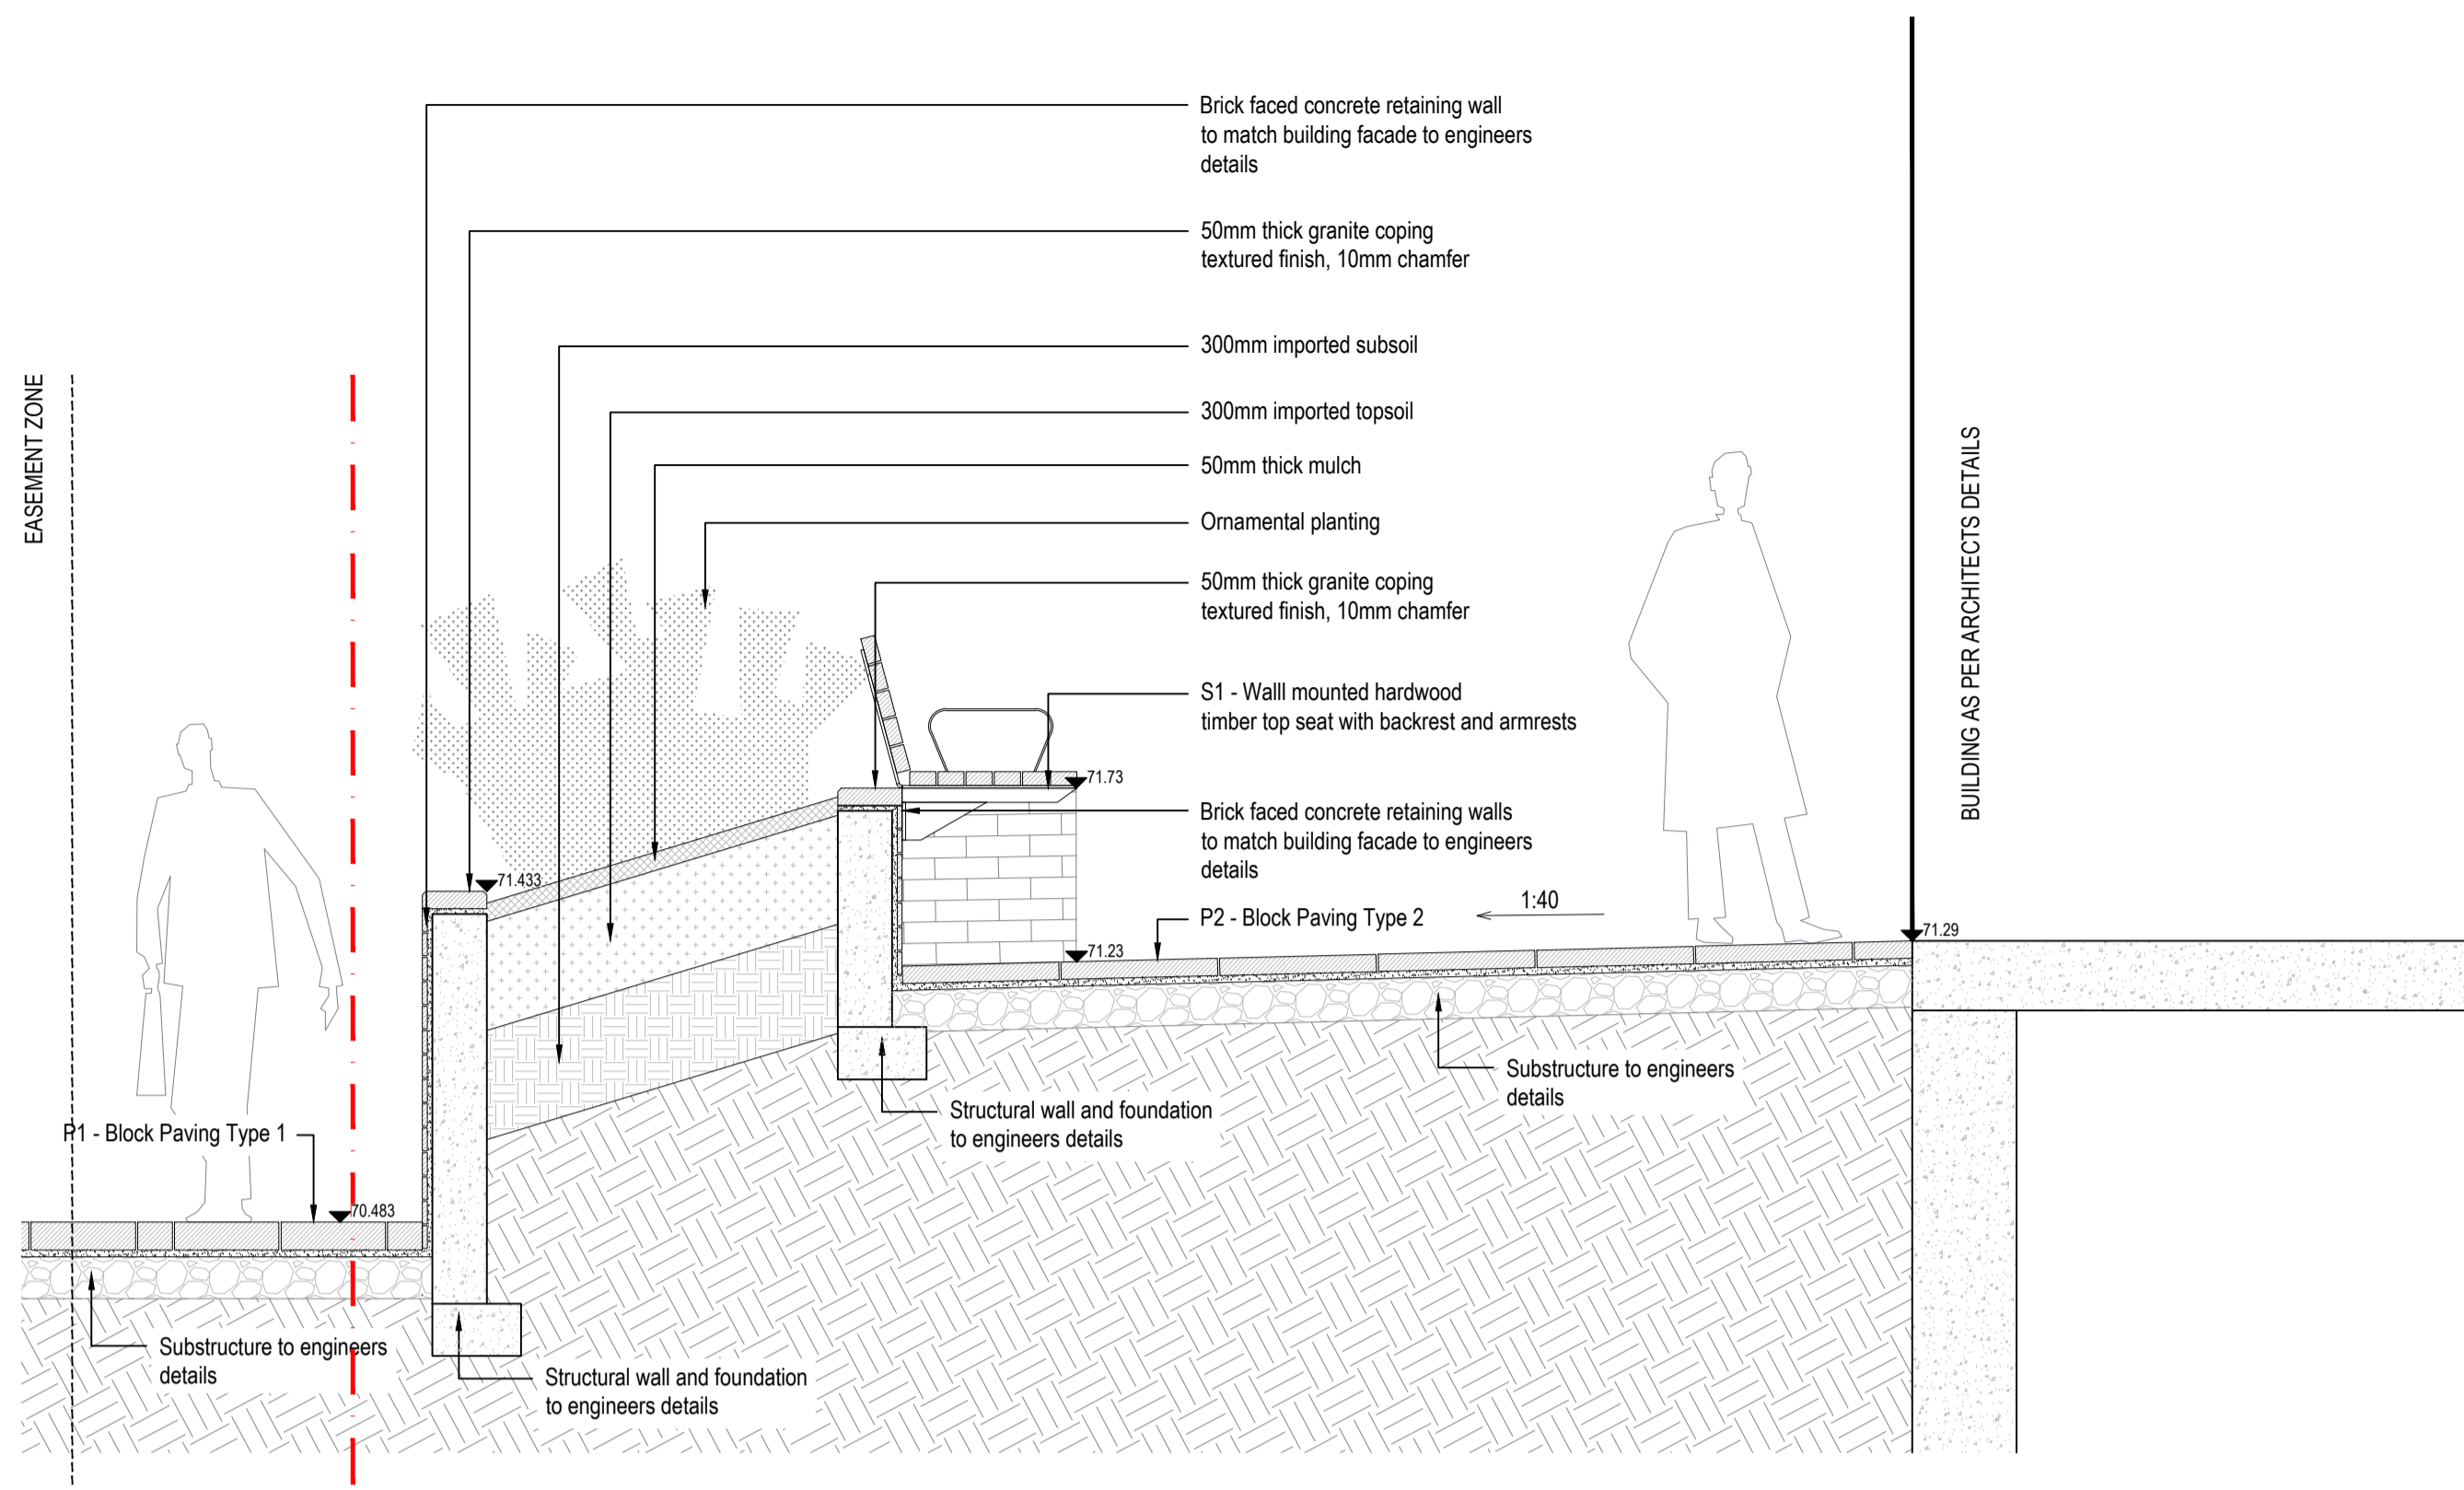 Brick faced concrete retaining wall
to match building facade to engineers
details
50mm thick granite coping
textured finish, 10mm chamfer
300mm imported subsoil
EASEMENT ZONE
300mm imported topsoil
50mm thick mulch
BUILDING AS PER ARCHITECTS DETAILS
Ornamental planting
50mm thick granite coping
textured finish, 10mm chamfer
S1 - Walll mounted hardwood
timber top seat with backrest and armrests
71.73
Brick faced concrete retaining walls
to match building facade to engineers
details
71.433
1:40
P2 - Block Paving Type 2
71.29
71.23
Substructure to engineers
details
Structural wall and foundation
to engineers details
P1 - Block Paving Type 1
70.483
Substructure to engineers
details
Structural wall and foundation
to engineers details